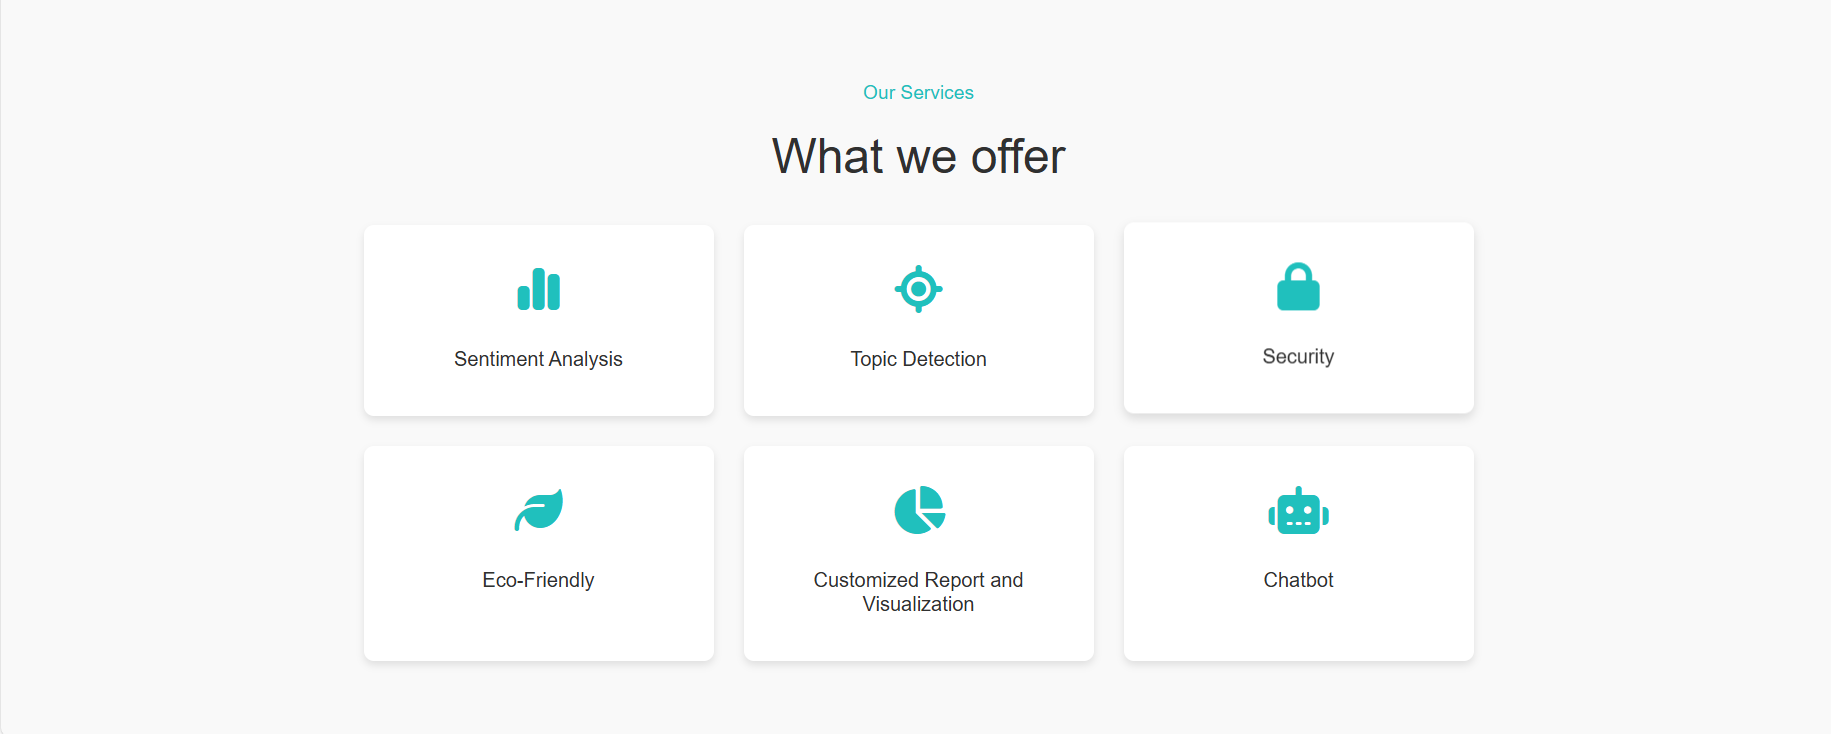 Our Services
What we offer
Sentiment Analysis
Topic Detection
Security
Eco-Friendly
Customized Report and
Visualization
Chatbot